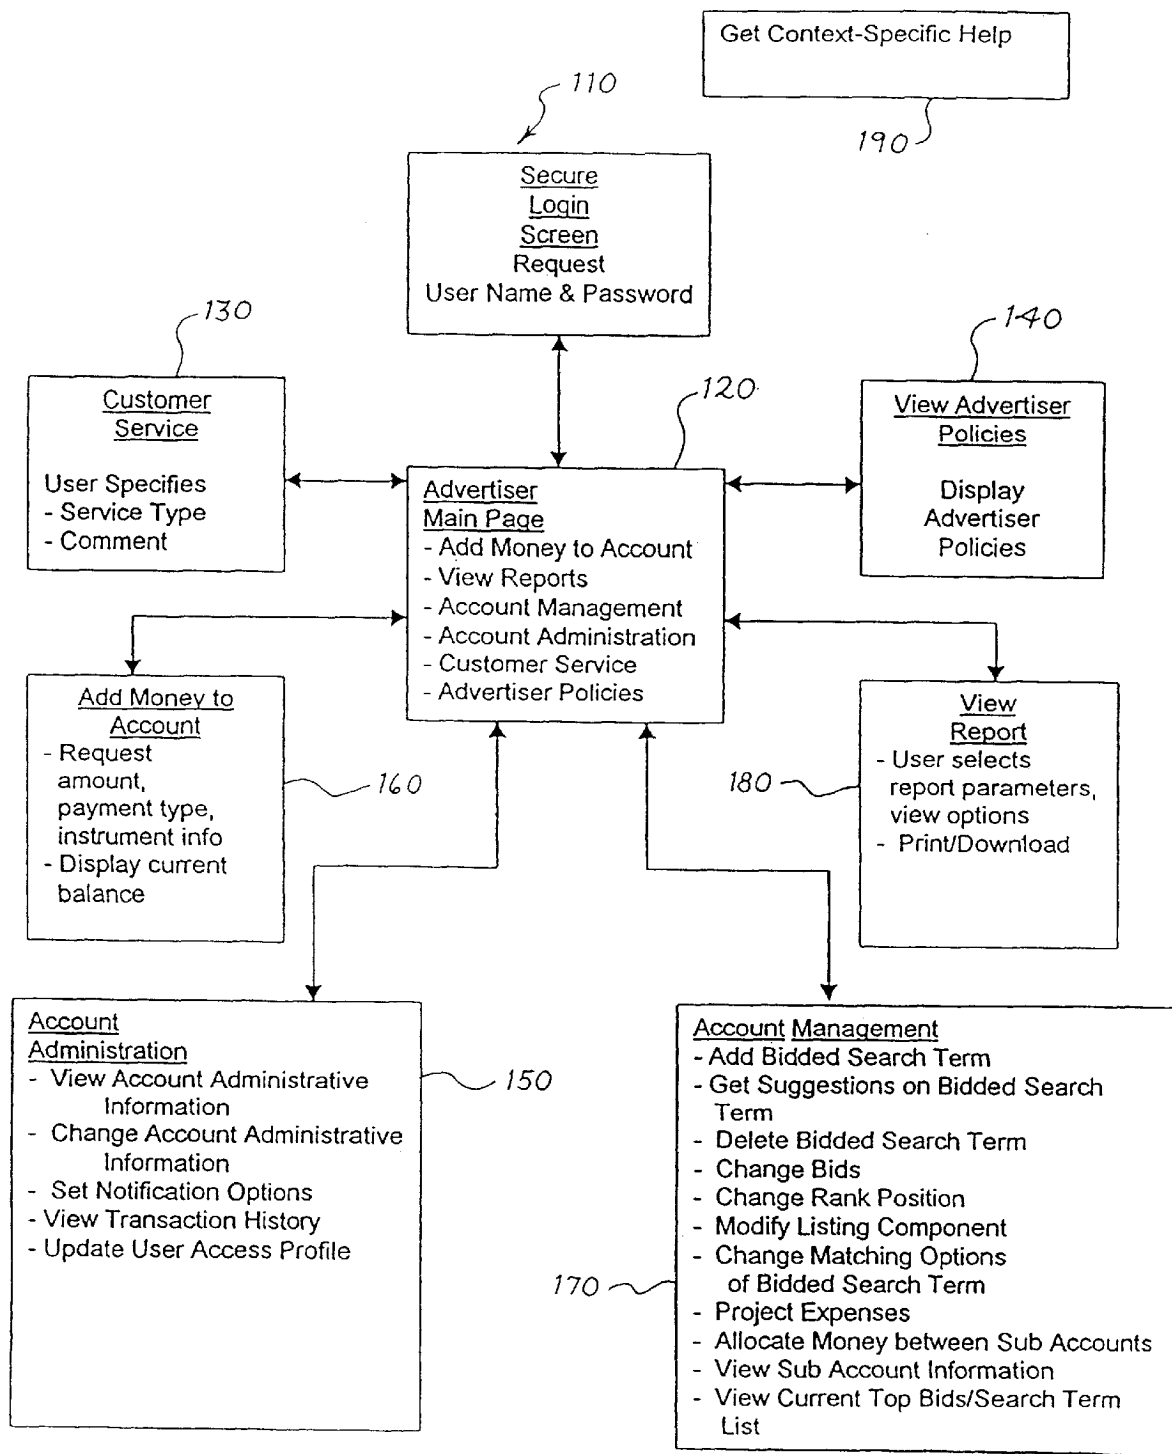 Get Context-Specific Help
190
110
Secure
Login
Screen
Request
User Name & Password
130
Customer
Service
User Specifies
- Service Type
- Comment
120
Advertiser
Main Page
- Add Money to Account
- View Reports
- Account Management
- Account Administration
- Customer Service
- Advertiser Policies
140
View Advertiser
Policies
Display
Advertiser
Policies
Add Money to
Account
- Request
amount,
payment type,
instrument info
- Display current
balance
160
View
Report
- User selects
report parameters,
view options
- Print/Download
180
Account
Administration
- View Account Administrative
Information
- Change Account Administrative
Information
- Set Notification Options
- View Transaction History
- Update User Access Profile
150
Account Management
- Add Bidded Search Term
- Get Suggestions on Bidded Search
Term
- Delete Bidded Search Term
- Change Bids
- Change Rank Position
- Modify Listing Component
- Change Matching Options
of Bidded Search Term
- Project Expenses
- Allocate Money between Sub Accounts
- View Sub Account Information
- View Current Top Bids/Search Term
List
170